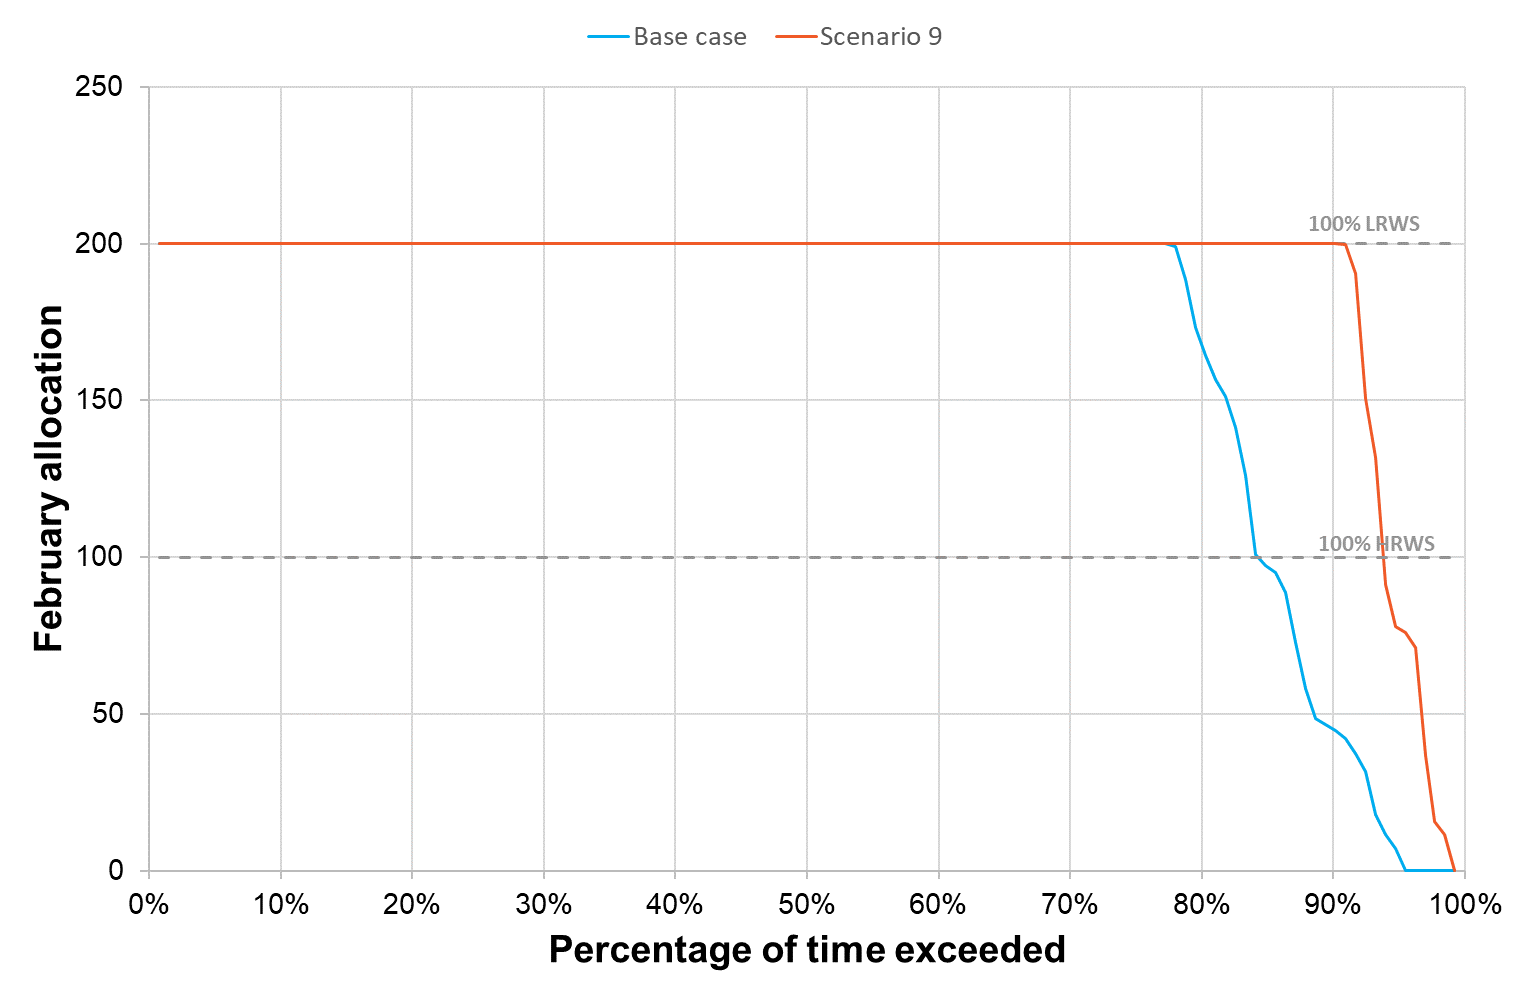 Base case Scenario 9
250
200
150
100
50
0
100% LRWS
100% HRWS
February allocation
0% 10% 20% 30% 40% 50% 60% 70% 80% 90% 100%
Percentage of time exceeded